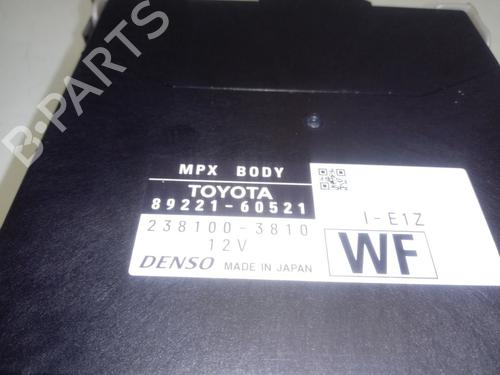 B-PARTS
MPX BODY
TOYOTA
89221-60521
238100-3810
12V
DENSO MADE IN JAPAN
I-E1Z
WF